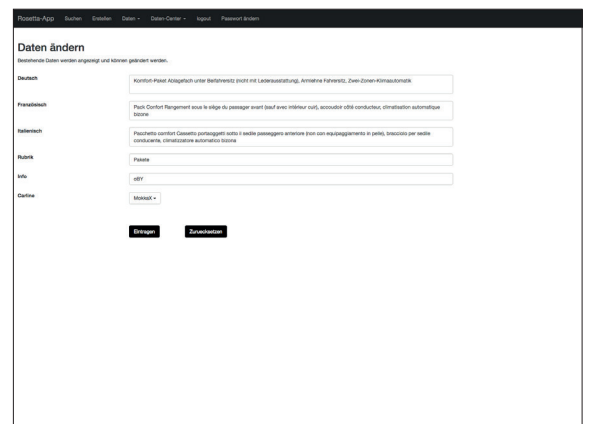 Rosetta-App Suchen Erstellen Daten Daten-Center logout Passwort ändern
Daten ändern
Bestehende Daten werden angezeigt und können geändert werden.
Deutsch
Komfort-Paket Ablagefach unter Beifahrersitz (nicht mit Lederausstattung), Armlehne Fahrersitz, Zwei-Zonen-Klimaautomatik
Französisch
Pack Confort Rangement sous le siège du passager avant (sauf avec intérieur cuir), accoudoir côté conducteur, climatisation automatique
bizone
Italienisch
Pacchetto comfort Cassetto portaoggetti sotto il sedile passeggero anteriore (non con equipaggiamento in pelle), bracciolo per sedile
conducente, climatizzatore automatico bizona
Rubrik
Pakete
Info
olBY
Carline
MokkaX
Eintragen Zuruecksetzen